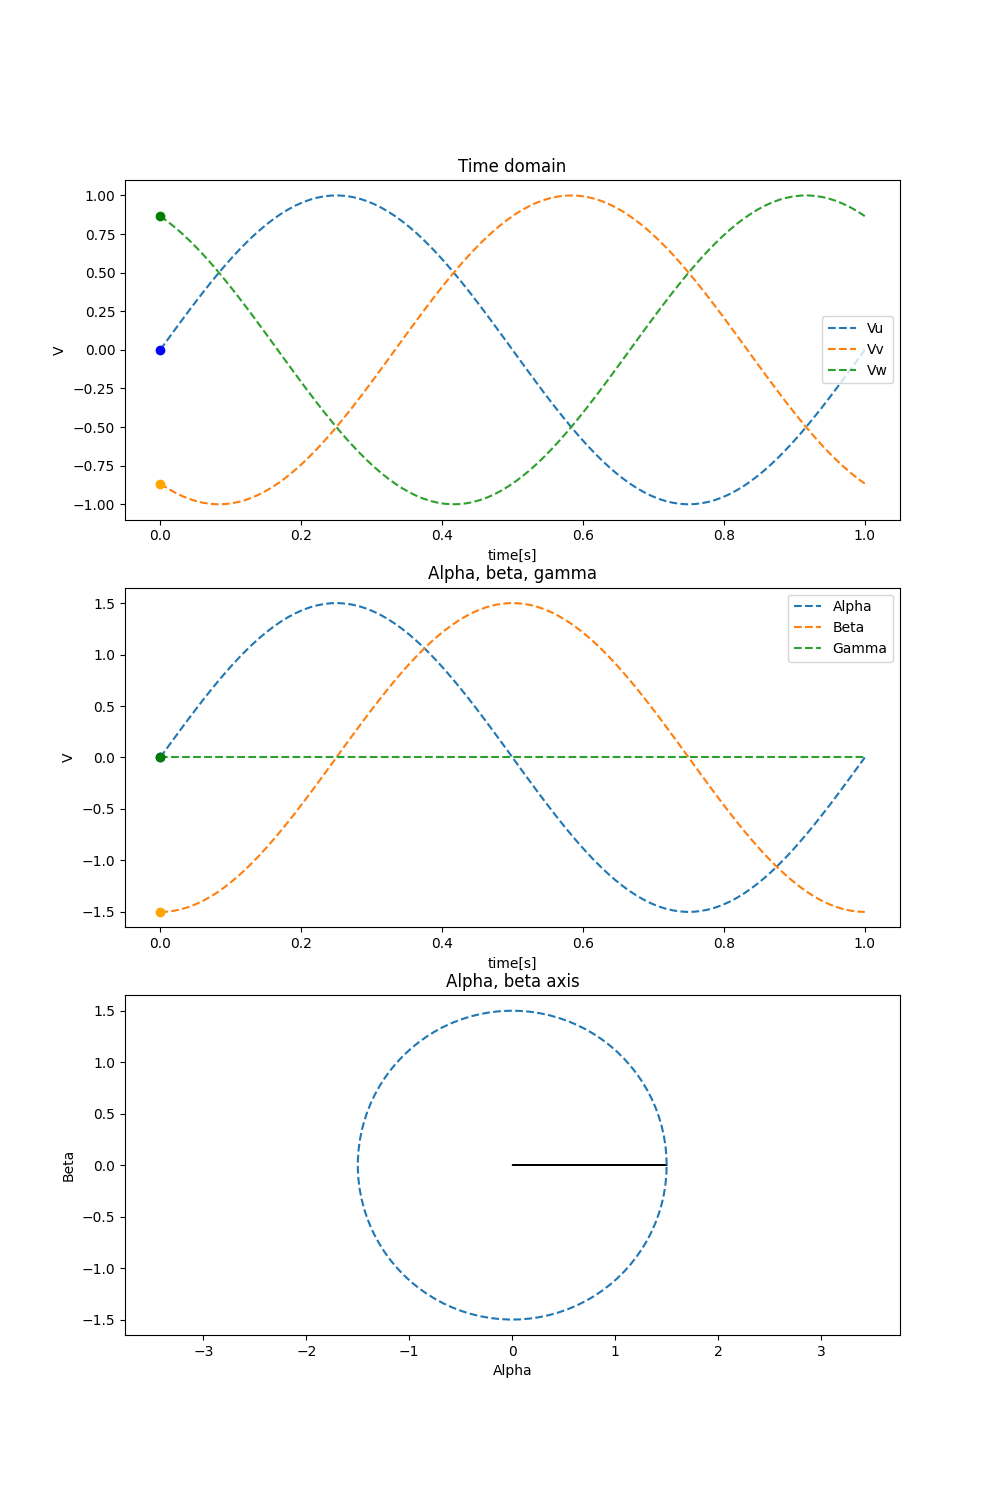 Time domain
1.00
0.75
0.50
0.25
0.00
−0.25
−0.50
−0.75
−1.00
V
Vu
Vv
Vw
0.0 0.2 0.4 0.6 0.8 1.0
time[s]
Alpha, beta, gamma
1.5
1.0
0.5
0.0
−0.5
−1.0
−1.5
V
Alpha
Beta
Gamma
0.0 0.2 0.4 0.6 0.8 1.0
time[s]
Alpha, beta axis
1.5
1.0
0.5
0.0
−0.5
−1.0
−1.5
Beta
−3 −2 −1 0 1 2 3
Alpha